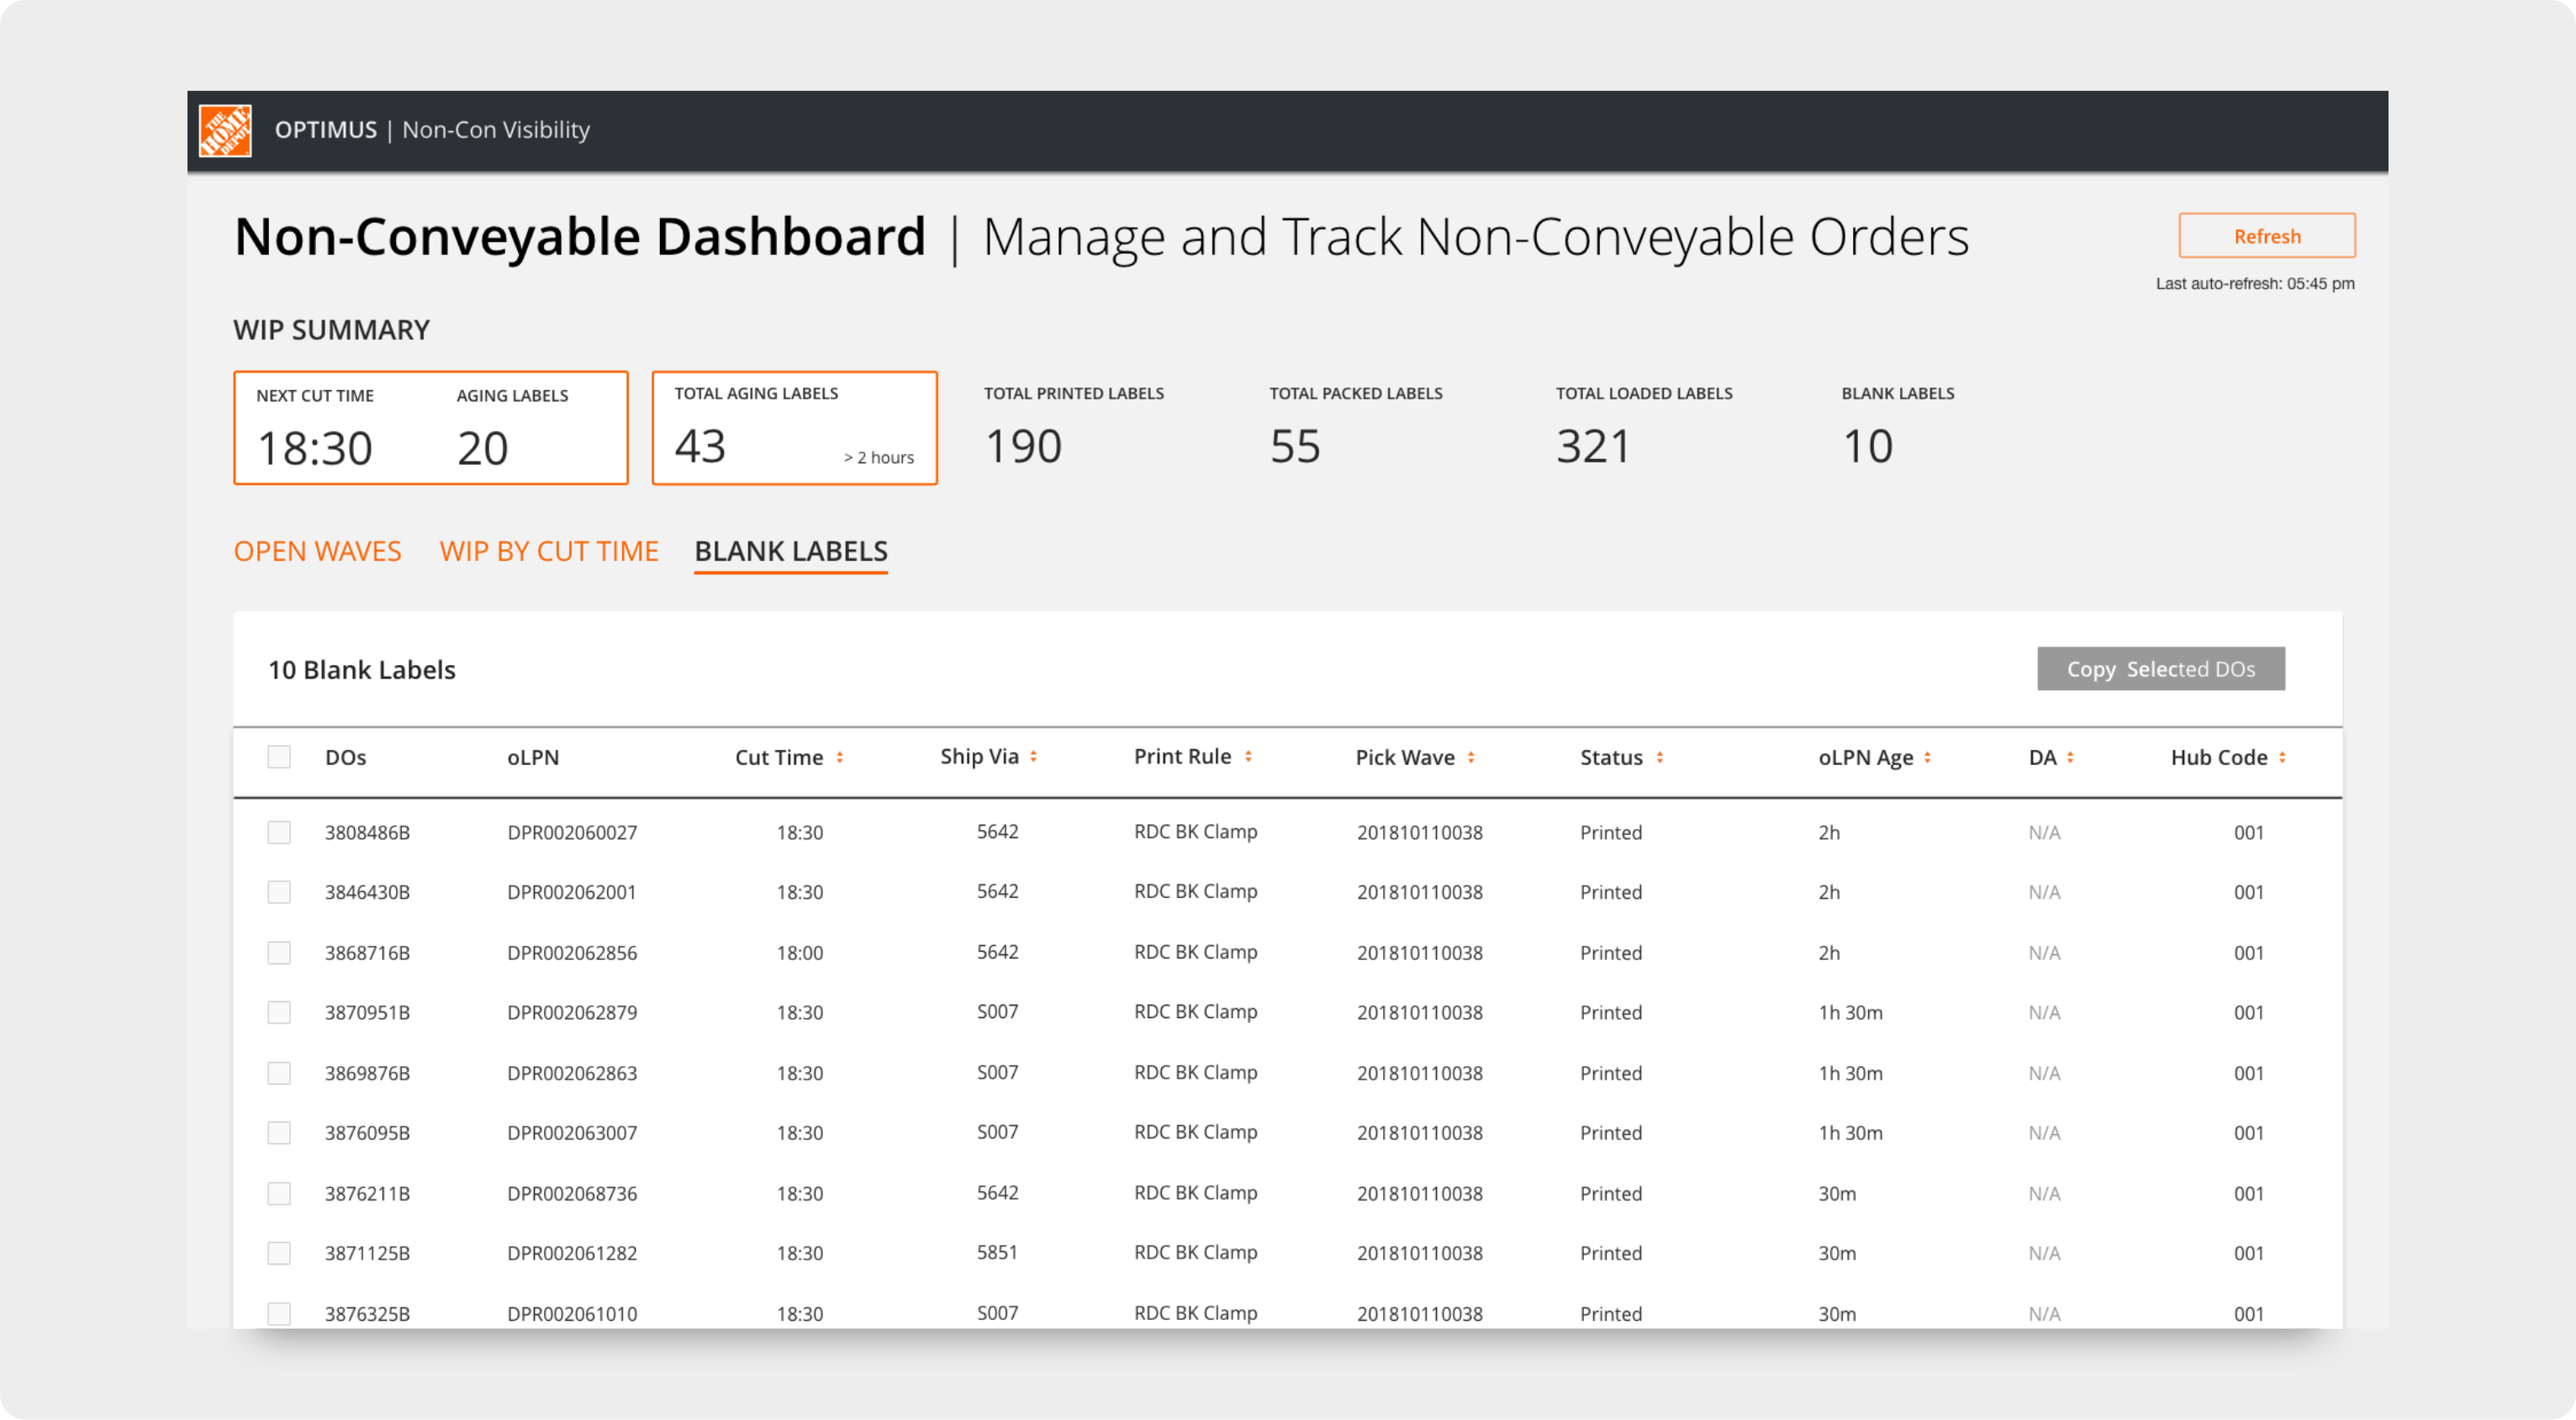 THE HOME DEPOT
OPTIMUS | Non-Con Visibility
Non-Conveyable Dashboard | Manage and Track Non-Conveyable Orders
Refresh
Last auto-refresh: 05:45 pm
WIP SUMMARY
NEXT CUT TIME AGING LABELS TOTAL AGING LABELS TOTAL PRINTED LABELS TOTAL PACKED LABELS TOTAL LOADED LABELS BLANK LABELS
18:30 20 43 > 2 hours 190 55 321 10
OPEN WAVES WIP BY CUT TIME BLANK LABELS
10 Blank Labels Copy Selected DOs
DOs oLPN Cut Time Ship Via Print Rule Pick Wave Status oLPN Age DA Hub Code
3808486B DPR002060027 18:30 5642 RDC BK Clamp 201810110038 Printed 2h N/A 001
3846430B DPR002062001 18:30 5642 RDC BK Clamp 201810110038 Printed 2h N/A 001
3868716B DPR002062856 18:00 5642 RDC BK Clamp 201810110038 Printed 2h N/A 001
3870951B DPR002062879 18:30 S007 RDC BK Clamp 201810110038 Printed 1h 30m N/A 001
3869876B DPR002062863 18:30 S007 RDC BK Clamp 201810110038 Printed 1h 30m N/A 001
3876095B DPR002063007 18:30 S007 RDC BK Clamp 201810110038 Printed 1h 30m N/A 001
3876211B DPR002068736 18:30 5642 RDC BK Clamp 201810110038 Printed 30m N/A 001
3871125B DPR002061282 18:30 5851 RDC BK Clamp 201810110038 Printed 30m N/A 001
3876325B DPR002061010 18:30 S007 RDC BK Clamp 201810110038 Printed 30m N/A 001